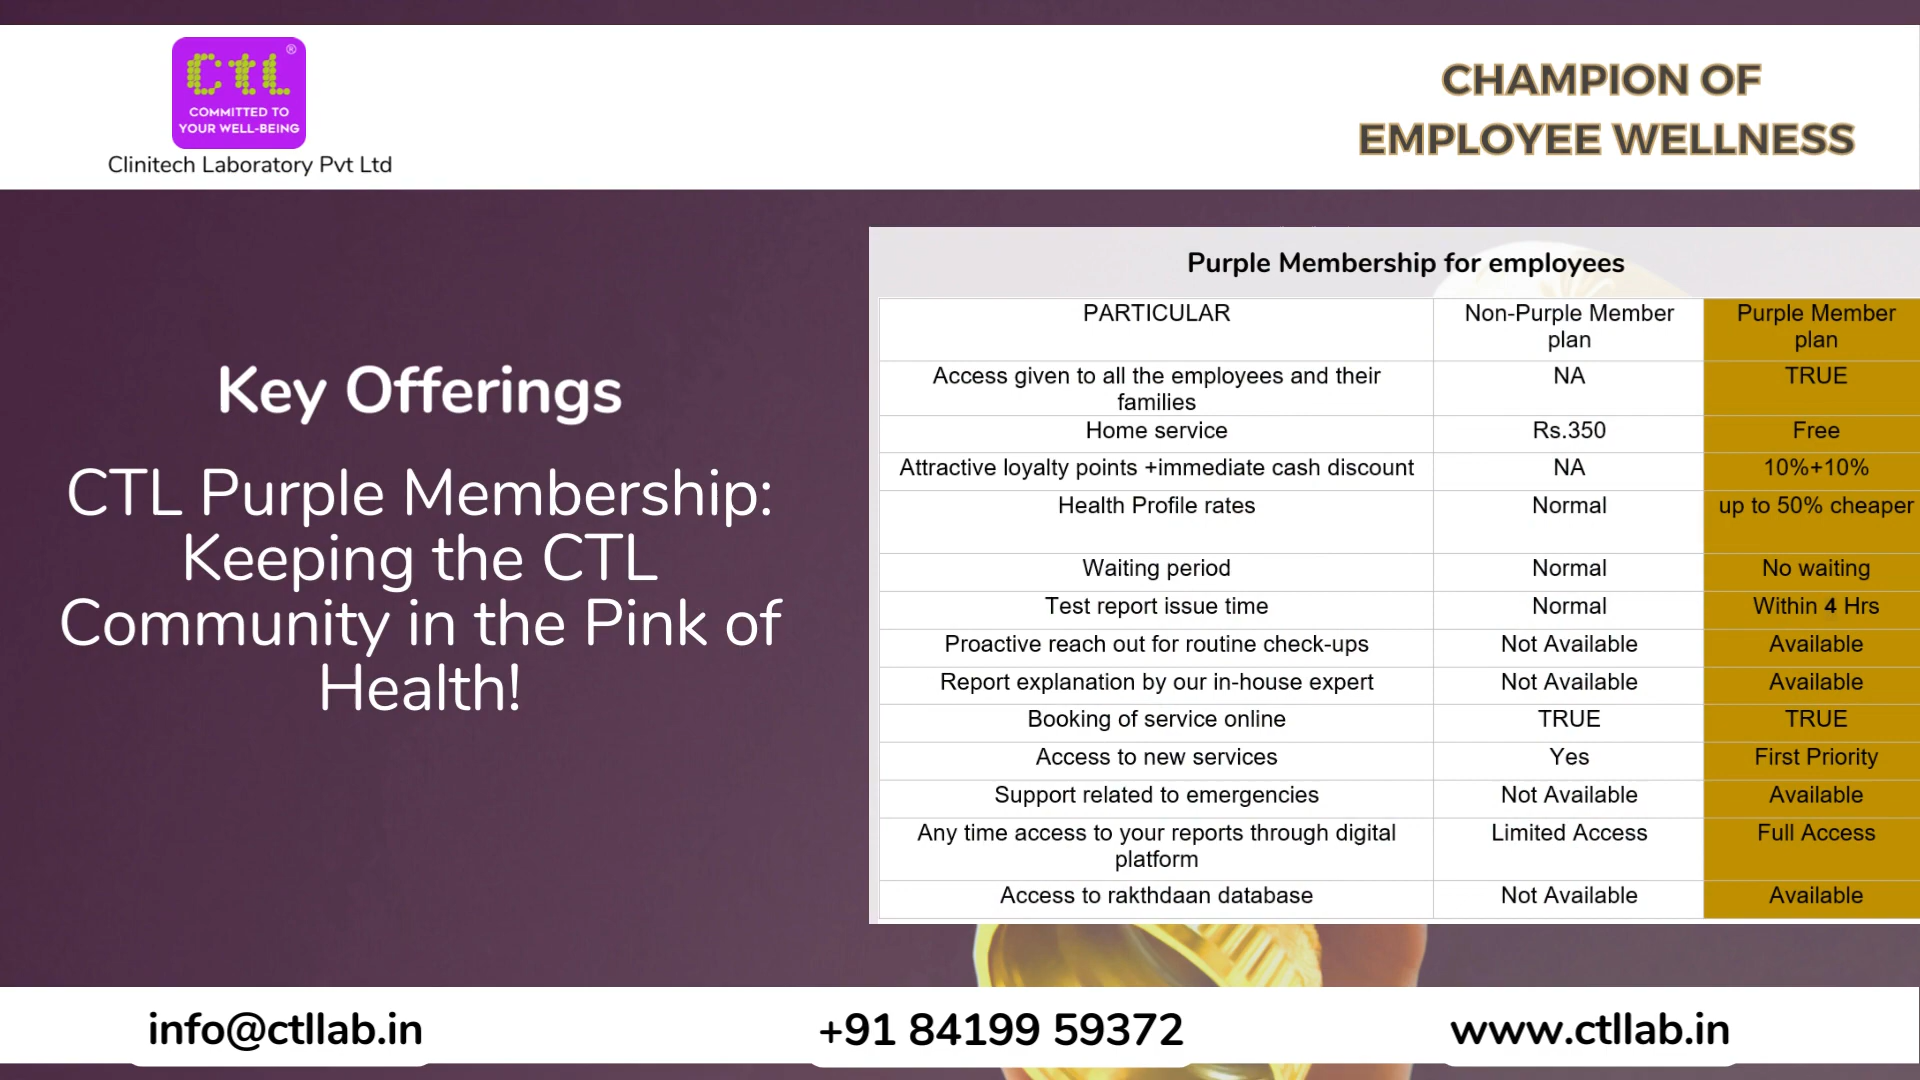 CtL®
COMMITTED TO
YOUR WELL-BEING
Clinitech Laboratory Pvt Ltd
CHAMPION OF
EMPLOYEE WELLNESS
Key Offerings
CTL Purple Membership:
Keeping the CTL
Community in the Pink of
Health!
Purple Membership for employees
PARTICULAR Non-Purple Member plan Purple Member plan
Access given to all the employees and their families NA TRUE
Home service Rs.350 Free
Attractive loyalty points +immediate cash discount NA 10%+10%
Health Profile rates Normal up to 50% cheaper
Waiting period Normal No waiting
Test report issue time Normal Within 4 Hrs
Proactive reach out for routine check-ups Not Available Available
Report explanation by our in-house expert Not Available Available
Booking of service online TRUE TRUE
Access to new services Yes First Priority
Support related to emergencies Not Available Available
Any time access to your reports through digital platform Limited Access Full Access
Access to rakthdaan database Not Available Available
info@ctllab.in
+91 84199 59372
www.ctllab.in